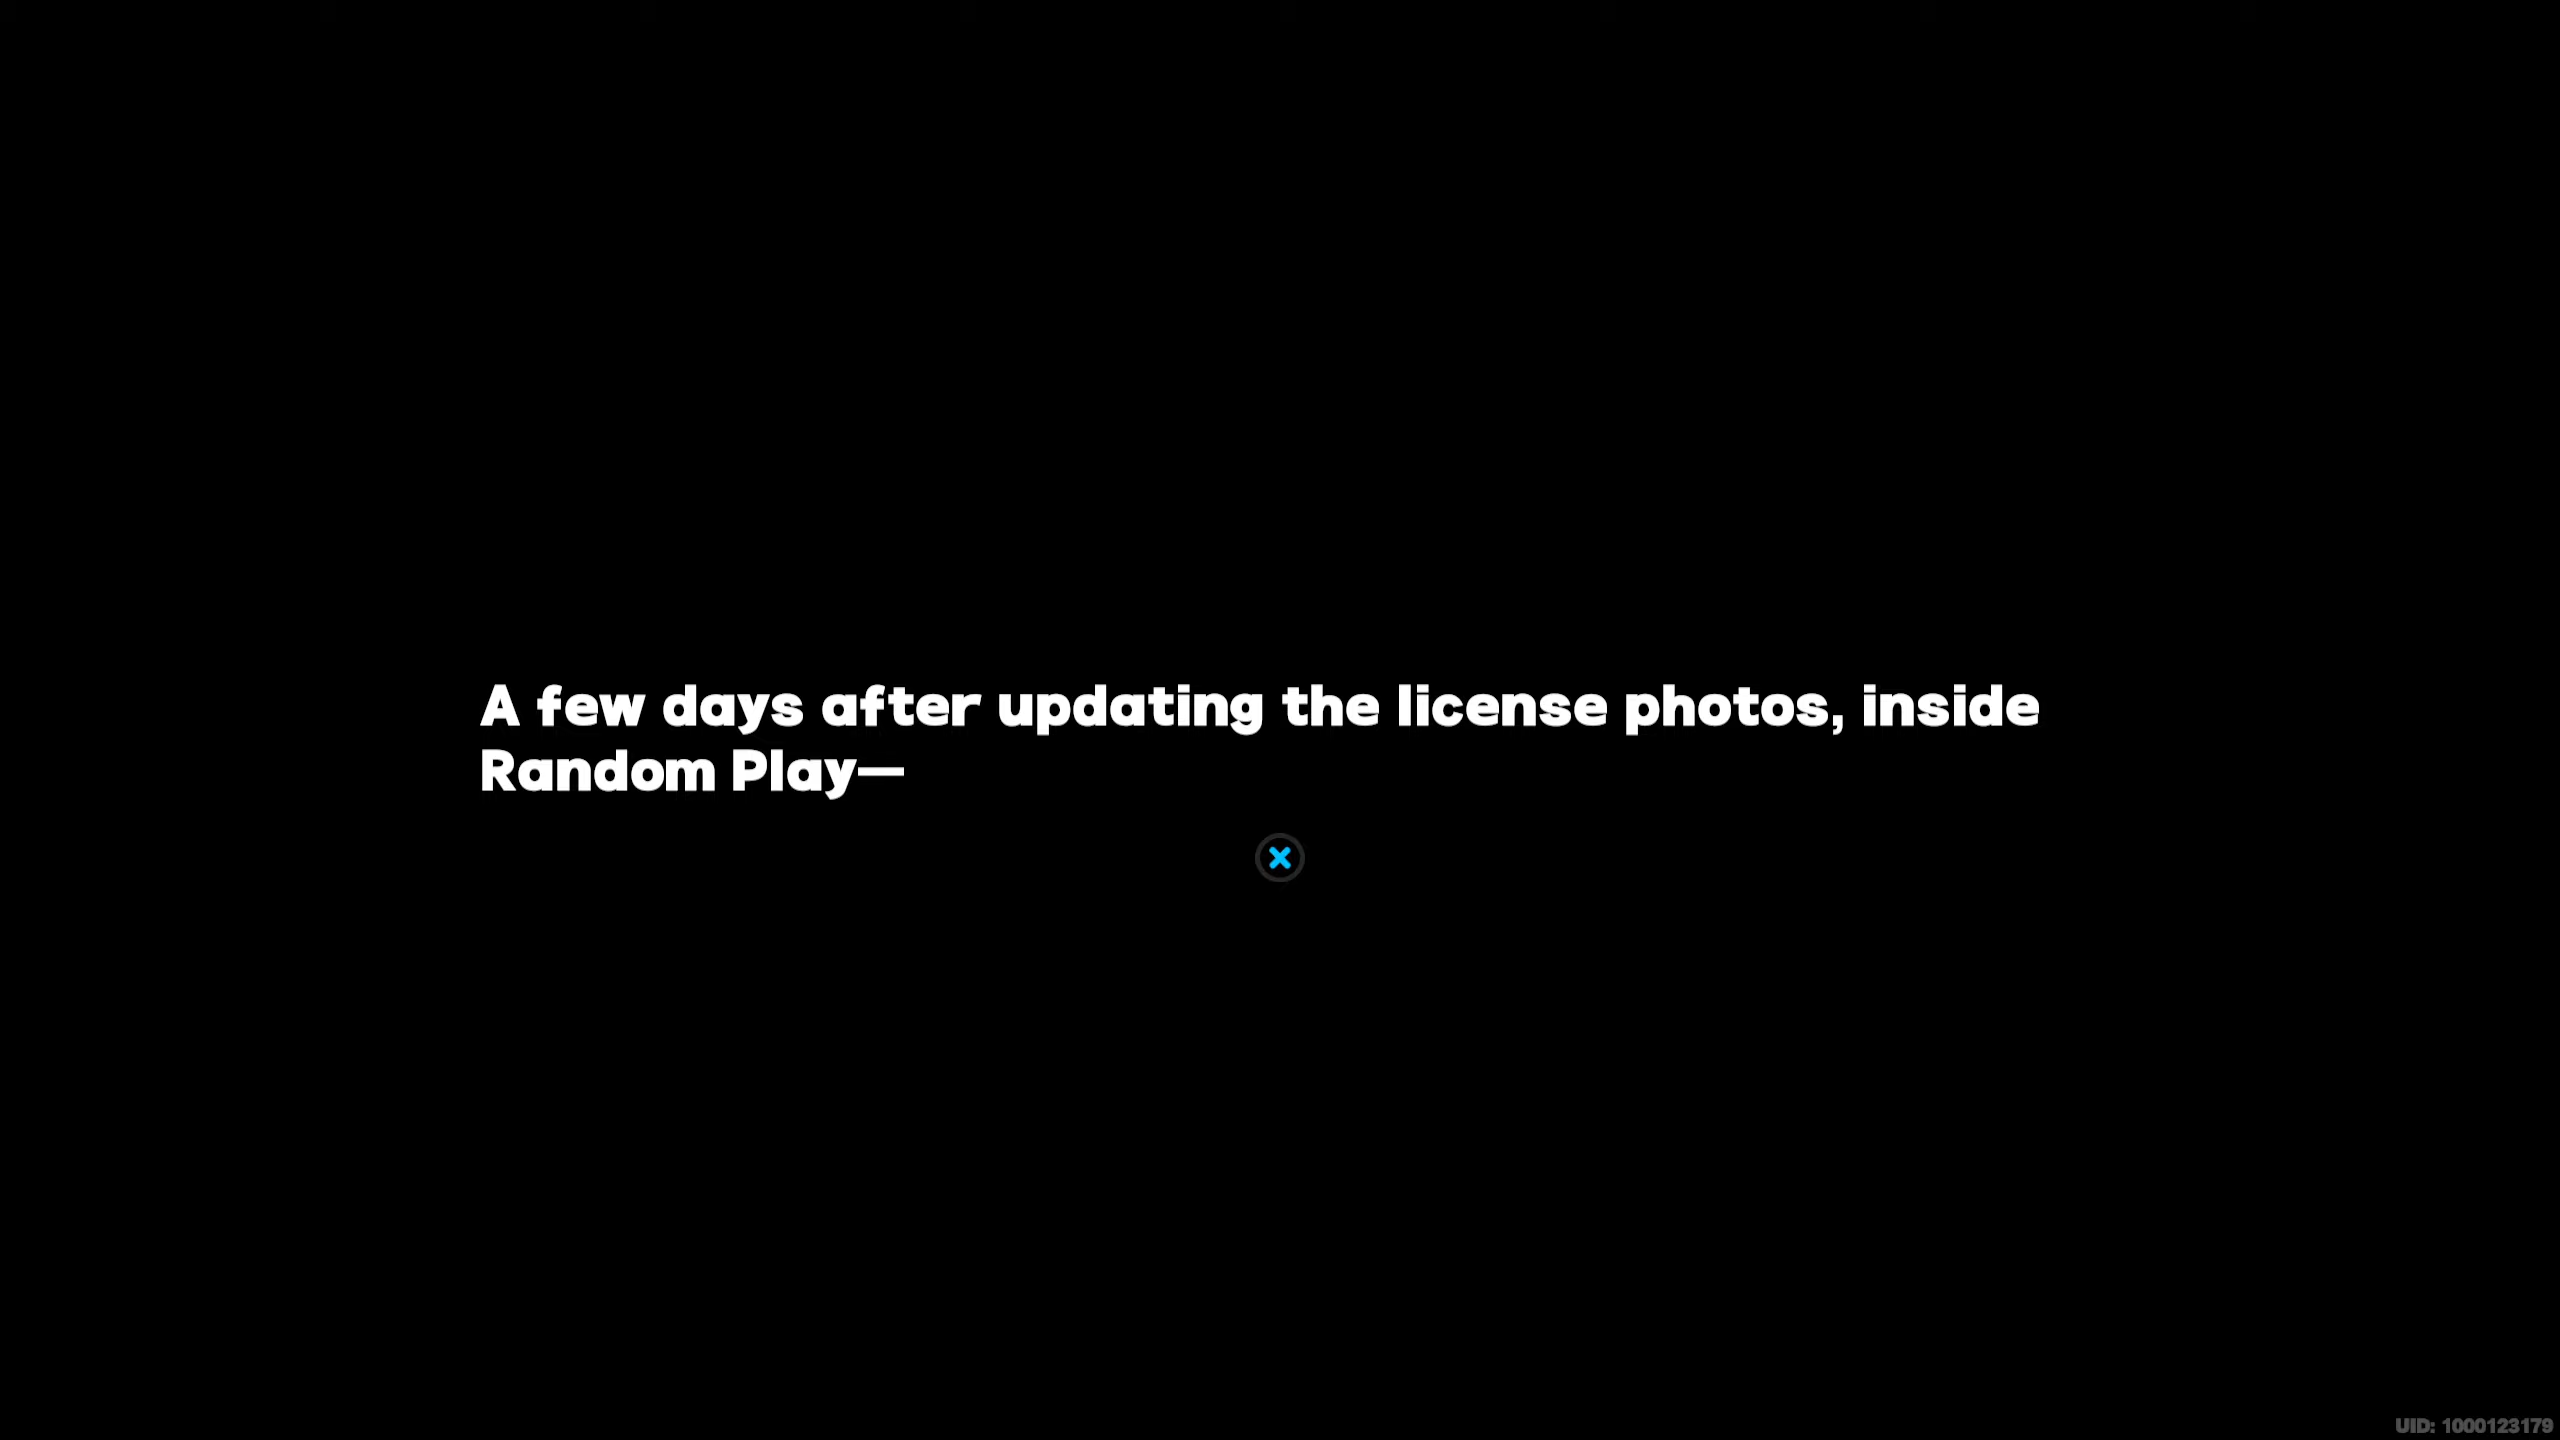 A few days after updating the license photos, inside
Random Play—
UID: 1000123179